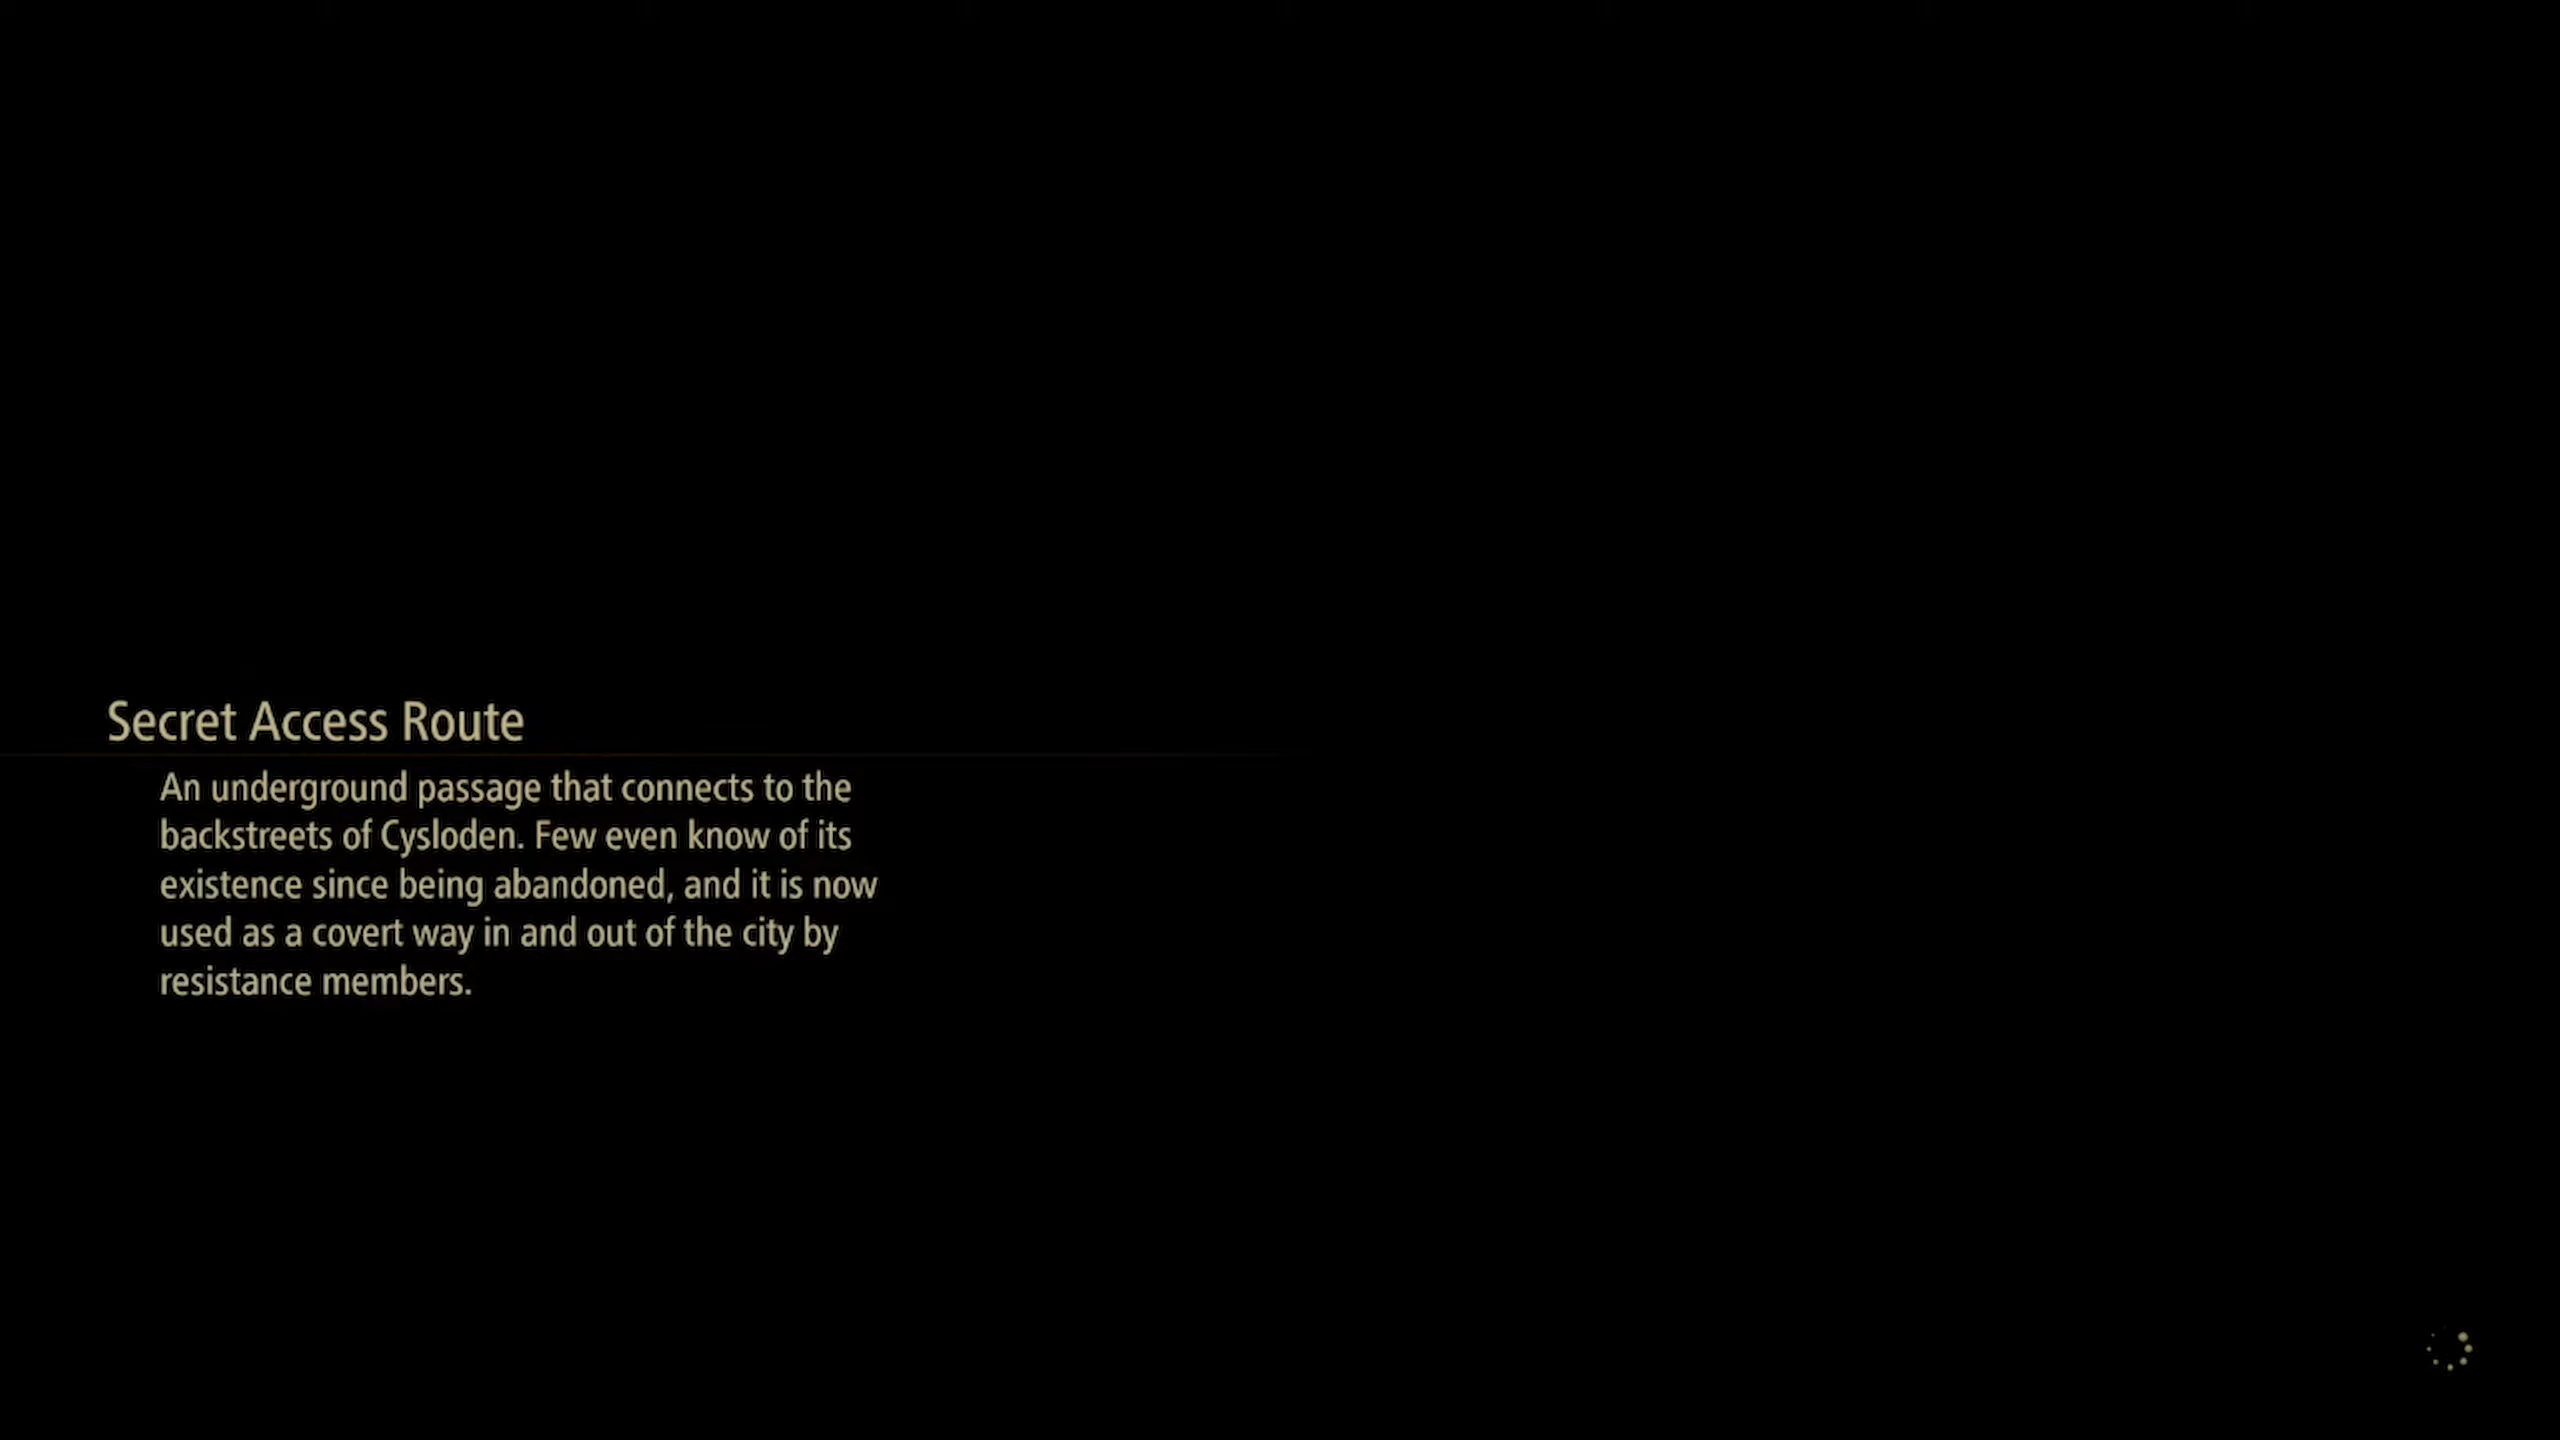 Secret Access Route
An underground passage that connects to the
backstreets of Cysloden. Few even know of its
existence since being abandoned, and it is now
used as a covert way in and out of the city by
resistance members.